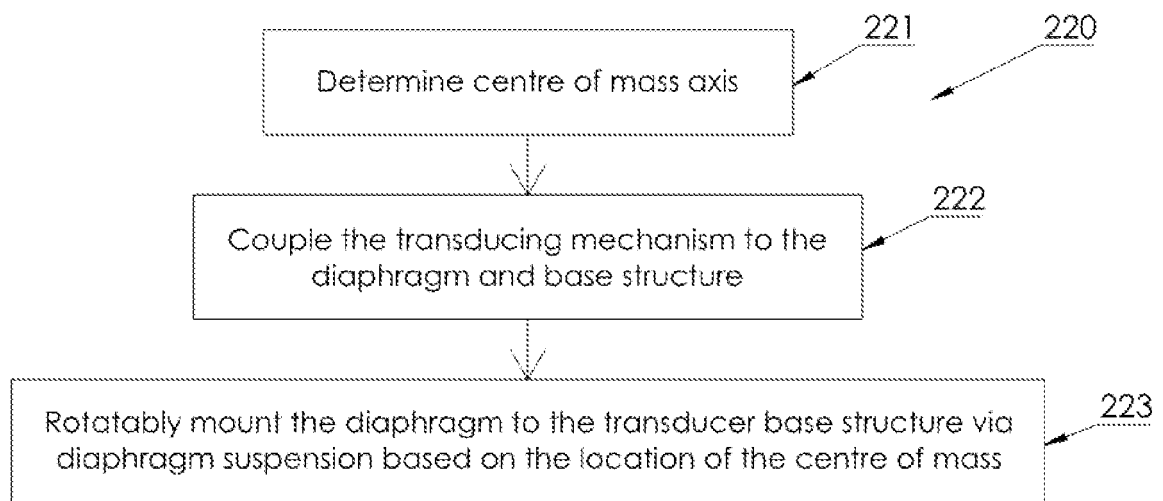 221
220
Determine centre of mass axis
222
Couple the transducing mechanism to the
diaphragm and base structure
223
Rotatably mount the diaphragm to the transducer base structure via
diaphragm suspension based on the location of the centre of mass